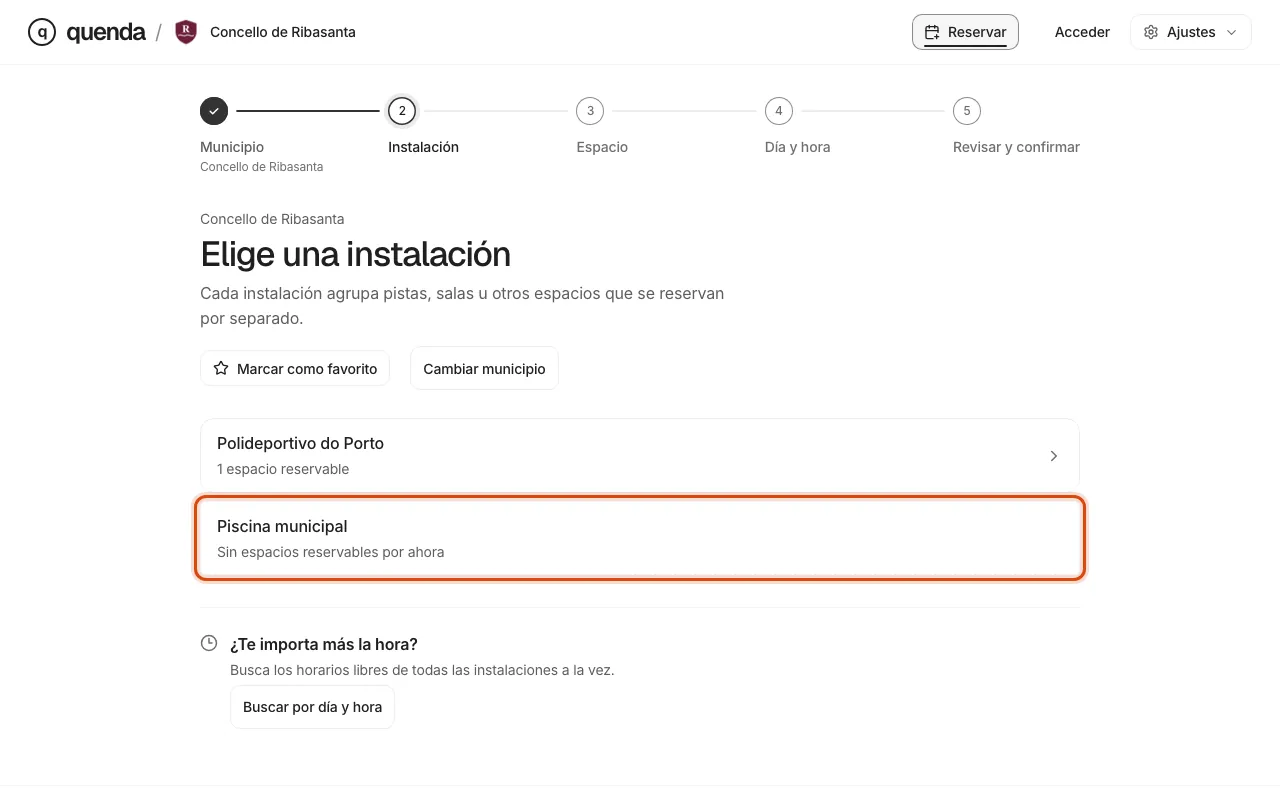 q quenda / R Concello de Ribasanta
Reservar
Acceder
Ajustes
2
3
4
5
Municipio
Concello de Ribasanta
Instalación
Espacio
Día y hora
Revisar y confirmar
Concello de Ribasanta
Elige una instalación
Cada instalación agrupa pistas, salas u otros espacios que se reservan
por separado.
Marcar como favorito
Cambiar municipio
Polideportivo do Porto
1 espacio reservable
Piscina municipal
Sin espacios reservables por ahora
¿Te importa más la hora?
Busca los horarios libres de todas las instalaciones a la vez.
Buscar por día y hora